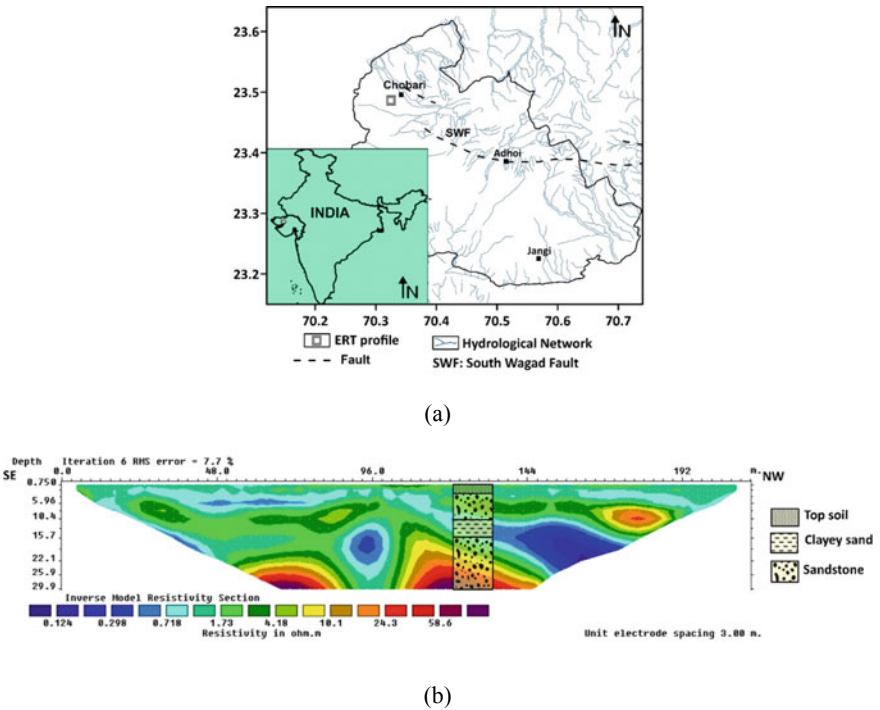 23.6
N
23.5
Chobari
SWF
23.4
Adhoi
INDIA
23.3
Jangi
N
23.2
70.2 70.3 70.4 70.5 70.6 70.7
ERT profile Hydrological Network
Fault SWF: South Wagad Fault
(a)
Depth Iteration 6 RMS error = 7.7 %
SE 0.0 48.0 96.0 144 192 m. NW
0.750
5.96
10.4
15.7
22.1
25.9
29.9
Top soil
Clayey sand
Sandstone
Inverse Model Resistivity Section
0.124 0.298 0.718 1.73 4.18 10.1 24.3 58.6
Resistivity in ohm.m Unit electrode spacing 3.00 m.
(b)